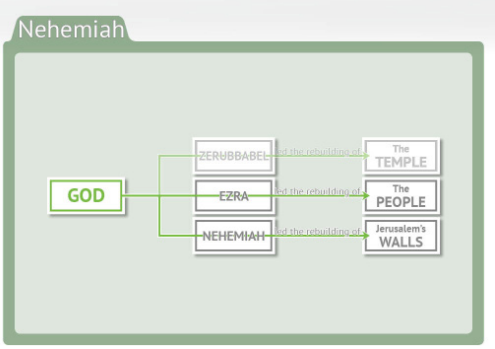 Nehemiah
ZERUBBABEL ed the rebuilding of The
TEMPLE
GOD
EZRA ed the rebuilding of The
PEOPLE
NEHEMIAH ed the rebuilding of Jerusalem's
WALLS